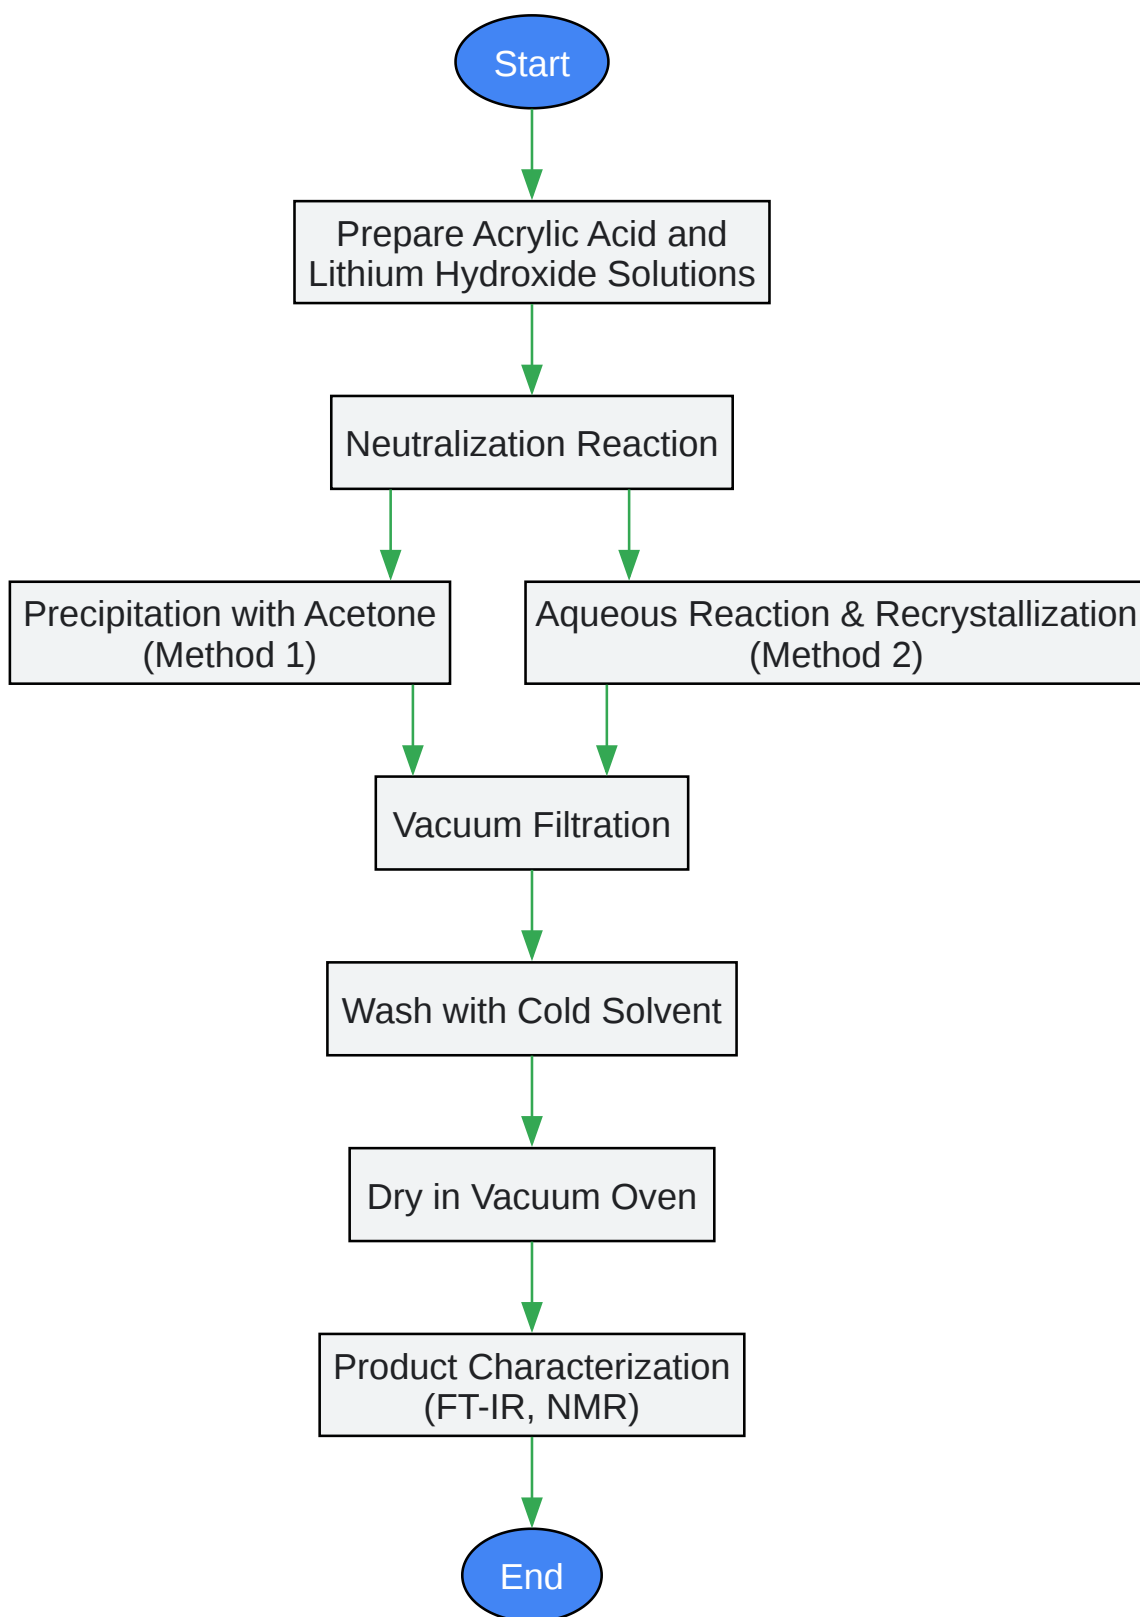 Start
Prepare Acrylic Acid and
Lithium Hydroxide Solutions
Neutralization Reaction
Precipitation with Acetone
(Method 1)
Aqueous Reaction & Recrystallization
(Method 2)
Vacuum Filtration
Wash with Cold Solvent
Dry in Vacuum Oven
Product Characterization
(FT-IR, NMR)
End